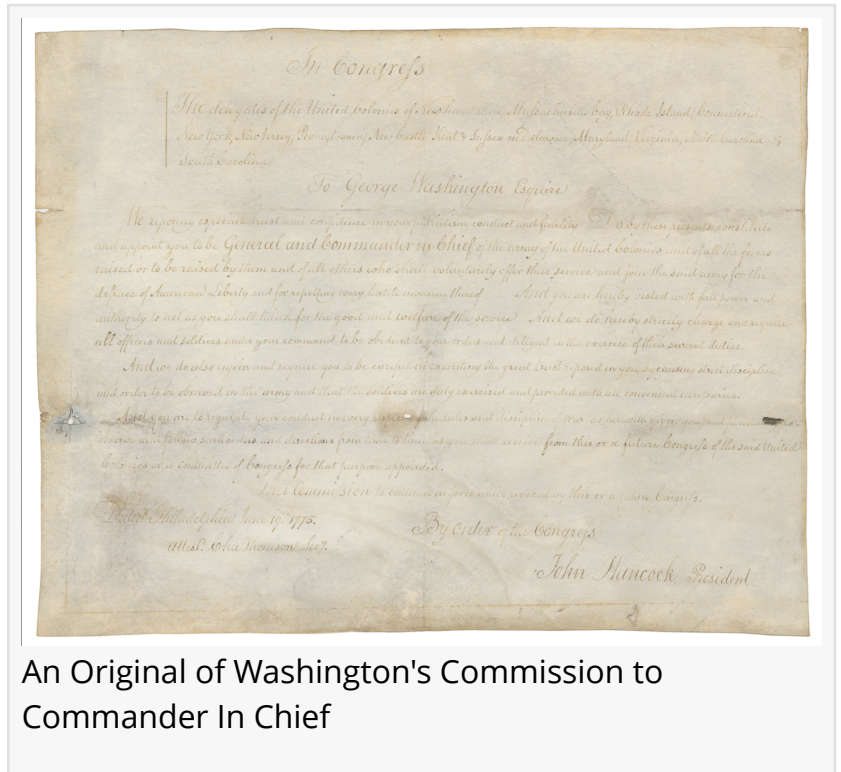 In Congress
The delegates of the United Colonies of New hampshire, Massachusetts bay, Rhode Island, Connecticut,
New York, New Jersey, Pennsylvania, New Castle Kent & Sussex on Delaware, Maryland, Virginia, North Carolina &
South Carolina
To George Washington Esquire
We reposing especial trust and confidence in your patriotism conduct and fidelity Do by these presents constitute
and appoint you to be General and Commander in Chief of the army of the United Colonies and of all the forces
raised or to be raised by them and of all others who shall voluntarily offer their service and join the said army for the
defence of American Liberty and for repelling every hostile invasion thereof And you are hereby vested with full power and
authority to act as you shall think for the good and welfare of the service And we do hereby strictly charge and require
all officers and soldiers under your command to be obedient to your orders and diligent in the exercise of their several duties.
And we do also enjoin and require you to be careful in executing the great trust reposed in you, by causing strict discipline
and order to be observed in the army and that the soldiers are duly exercised and provided with all convenient necessaries.
And you are to regulate your conduct in every respect by the rules and discipline of war as herewith given you and
observe and follow such orders and directions from time to time as you shall receive from this or a future Congress of the said United
Colonies or a committee of Congress for that purpose appointed.
This Commission to continue in force until revoked by this or a future Congress.
Philadelphia June 19th 1775.
By order of the Congress
Attest. Cha Thomson Secy.
John Hancock President
An Original of Washington's Commission to
Commander In Chief